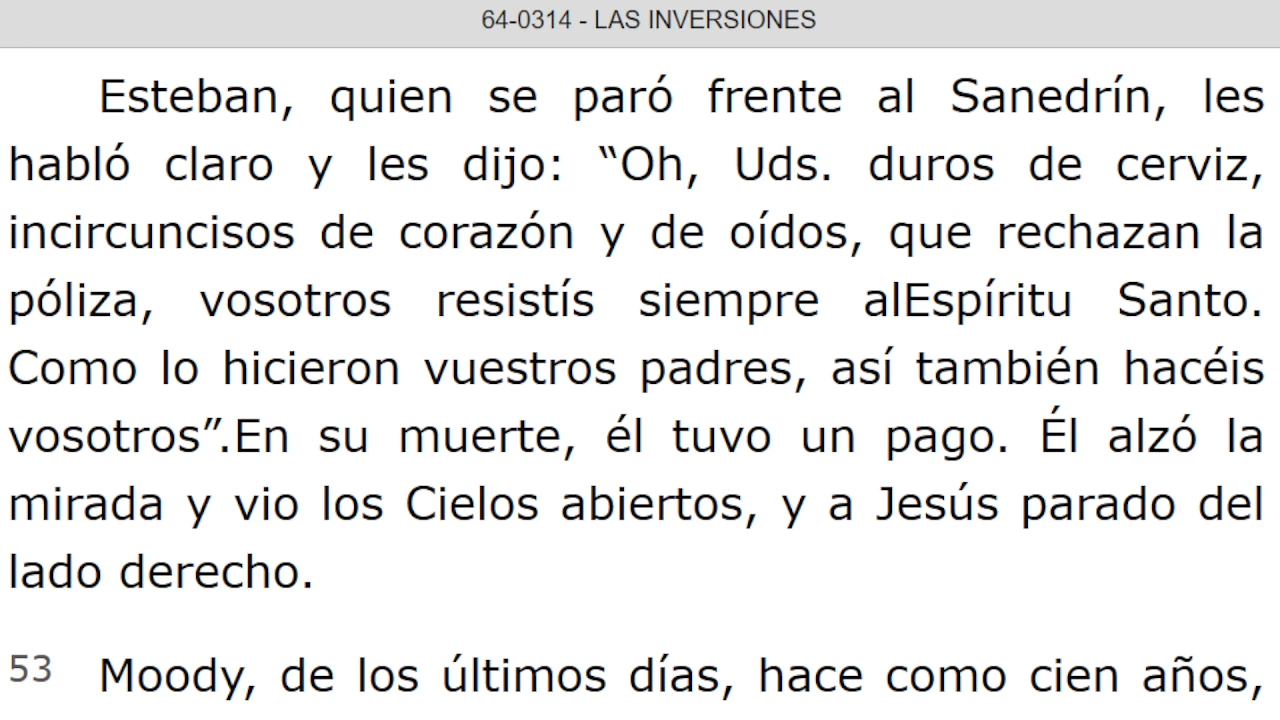 64-0314 - LAS INVERSIONES
Esteban, quien se paró frente al Sanedrín, les
habló claro y les dijo: “Oh, Uds. duros de cerviz,
incircuncisos de corazón y de oídos, que rechazan la
póliza, vosotros resistís siempre alEspíritu Santo.
Como lo hicieron vuestros padres, así también hacéis
vosotros”.En su muerte, él tuvo un pago. Él alzó la
mirada y vio los Cielos abiertos, y a Jesús parado del
lado derecho.
53 Moody, de los últimos días, hace como cien años,